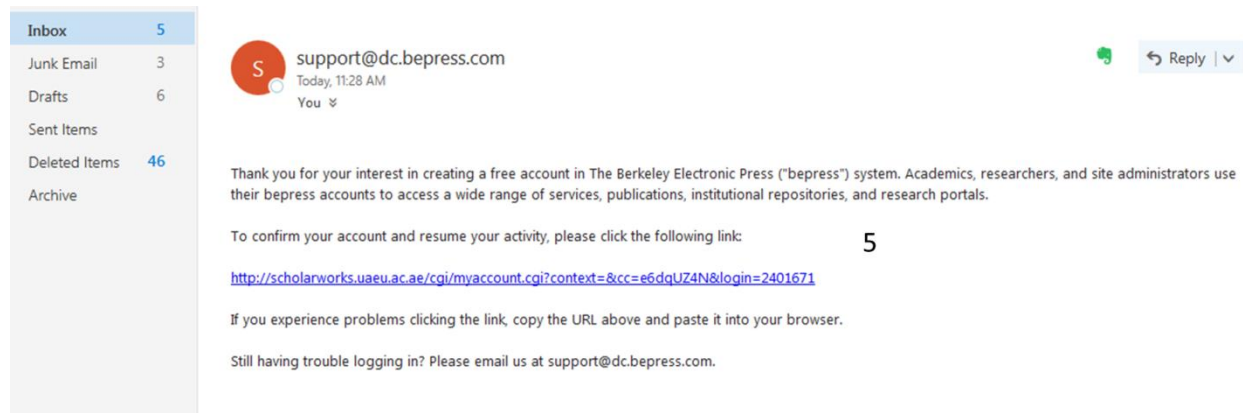 Inbox 5
Junk Email 3
Drafts 6
Sent Items
Deleted Items 46
Archive
S
support@dc.bepress.com
Today, 11:28 AM
You
Reply
Thank you for your interest in creating a free account in The Berkeley Electronic Press ("bepress") system. Academics, researchers, and site administrators use
their bepress accounts to access a wide range of services, publications, institutional repositories, and research portals.
To confirm your account and resume your activity, please click the following link:
5
http://scholarworks.uaeu.ac.ae/cgi/myaccount.cgi?context=&cc=e6dqUZ4N&login=2401671
If you experience problems clicking the link, copy the URL above and paste it into your browser.
Still having trouble logging in? Please email us at support@dc.bepress.com.